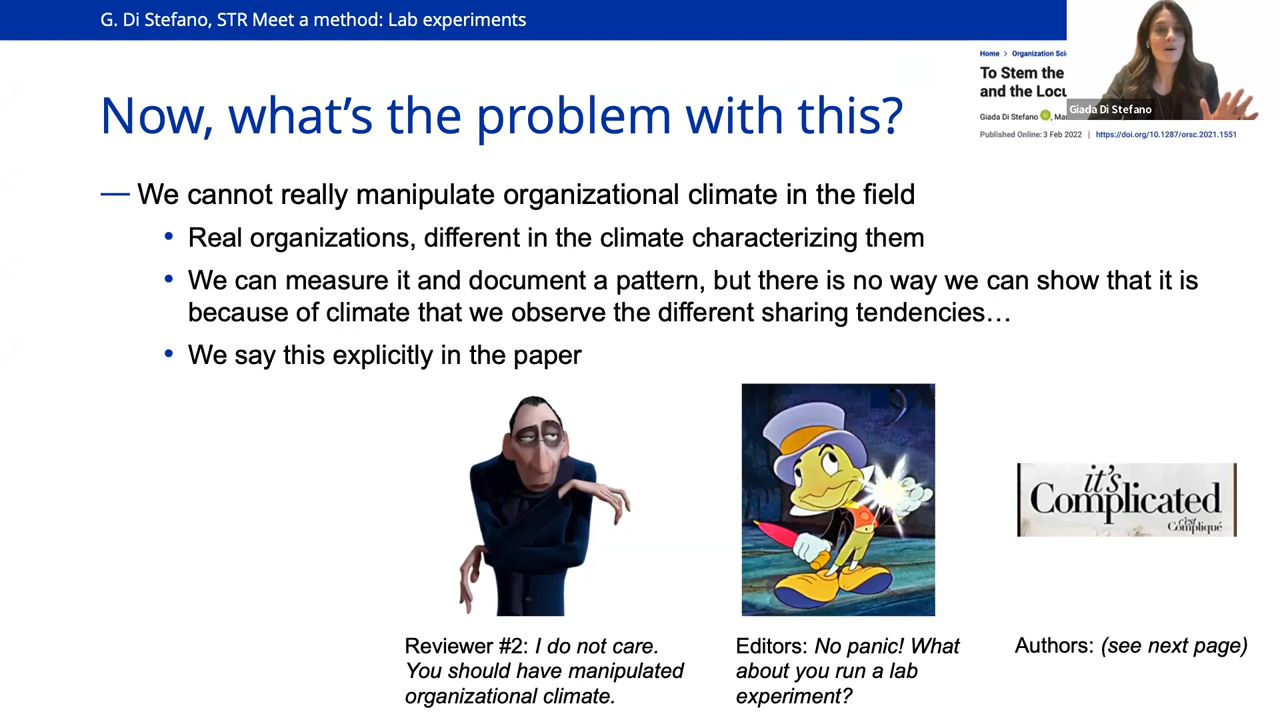 G. Di Stefano, STR Meet a method: Lab experiments
Home > Organization Sci
To Stem the
and the Locu
Giada Di Stefano
Giada Di Stefano
Published Online: 3 Feb 2022 | https://doi.org/10.1287/orsc.2021.1551
Now, what's the problem with this?
— We cannot really manipulate organizational climate in the field
• Real organizations, different in the climate characterizing them
• We can measure it and document a pattern, but there is no way we can show that it is
because of climate that we observe the different sharing tendencies…
• We say this explicitly in the paper
it's
Complicated
c'est
Compliqué
Reviewer #2: I do not care.
You should have manipulated
organizational climate.
Editors: No panic! What
about you run a lab
experiment?
Authors: (see next page)